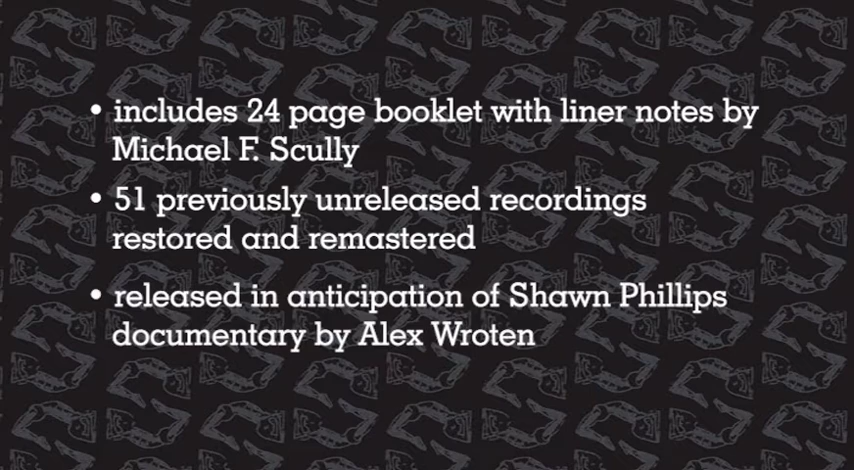 • includes 24 page booklet with liner notes by
Michael F. Scully
• 51 previously unreleased recordings
restored and remastered
• released in anticipation of Shawn Phillips
documentary by Alex Wroten